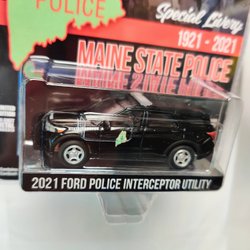 POLICE
Special Livery
1921 - 2021
MAINE STATE POLICE
2021 FORD POLICE INTERCEPTOR UTILITY